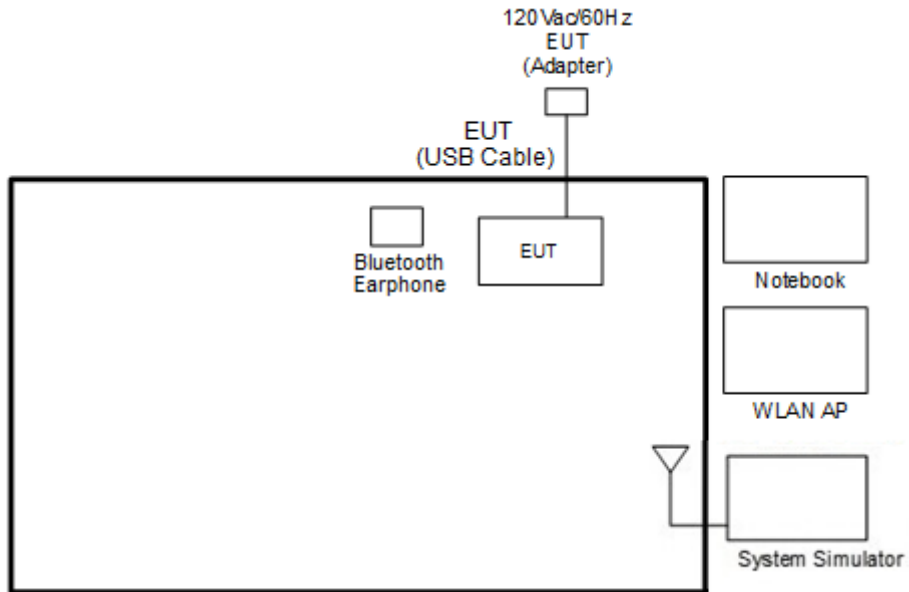 120Vac/60Hz
EUT
(Adapter)
EUT
(USB Cable)
Bluetooth
Earphone
EUT
Notebook
WLAN AP
System Simulator